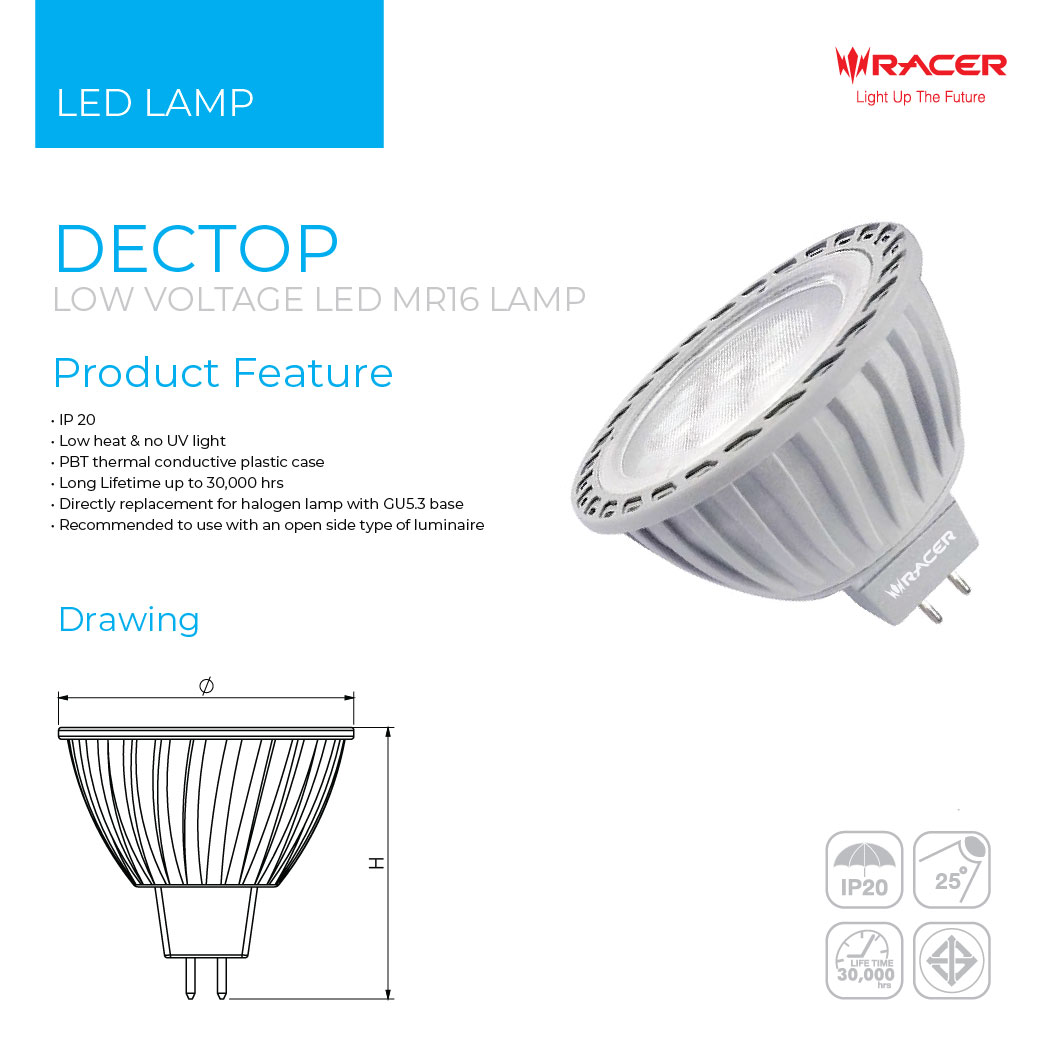 LED LAMP
RACER
Light Up The Future
DECTOP
LOW VOLTAGE LED MR16 LAMP
Product Feature
• IP 20
• Low heat & no UV light
• PBT thermal conductive plastic case
• Long Lifetime up to 30,000 hrs
• Directly replacement for halogen lamp with GU5.3 base
• Recommended to use with an open side type of luminaire
RACER
Drawing
Ø
H
IP20
25°
LIFE TIME
30,000
hrs